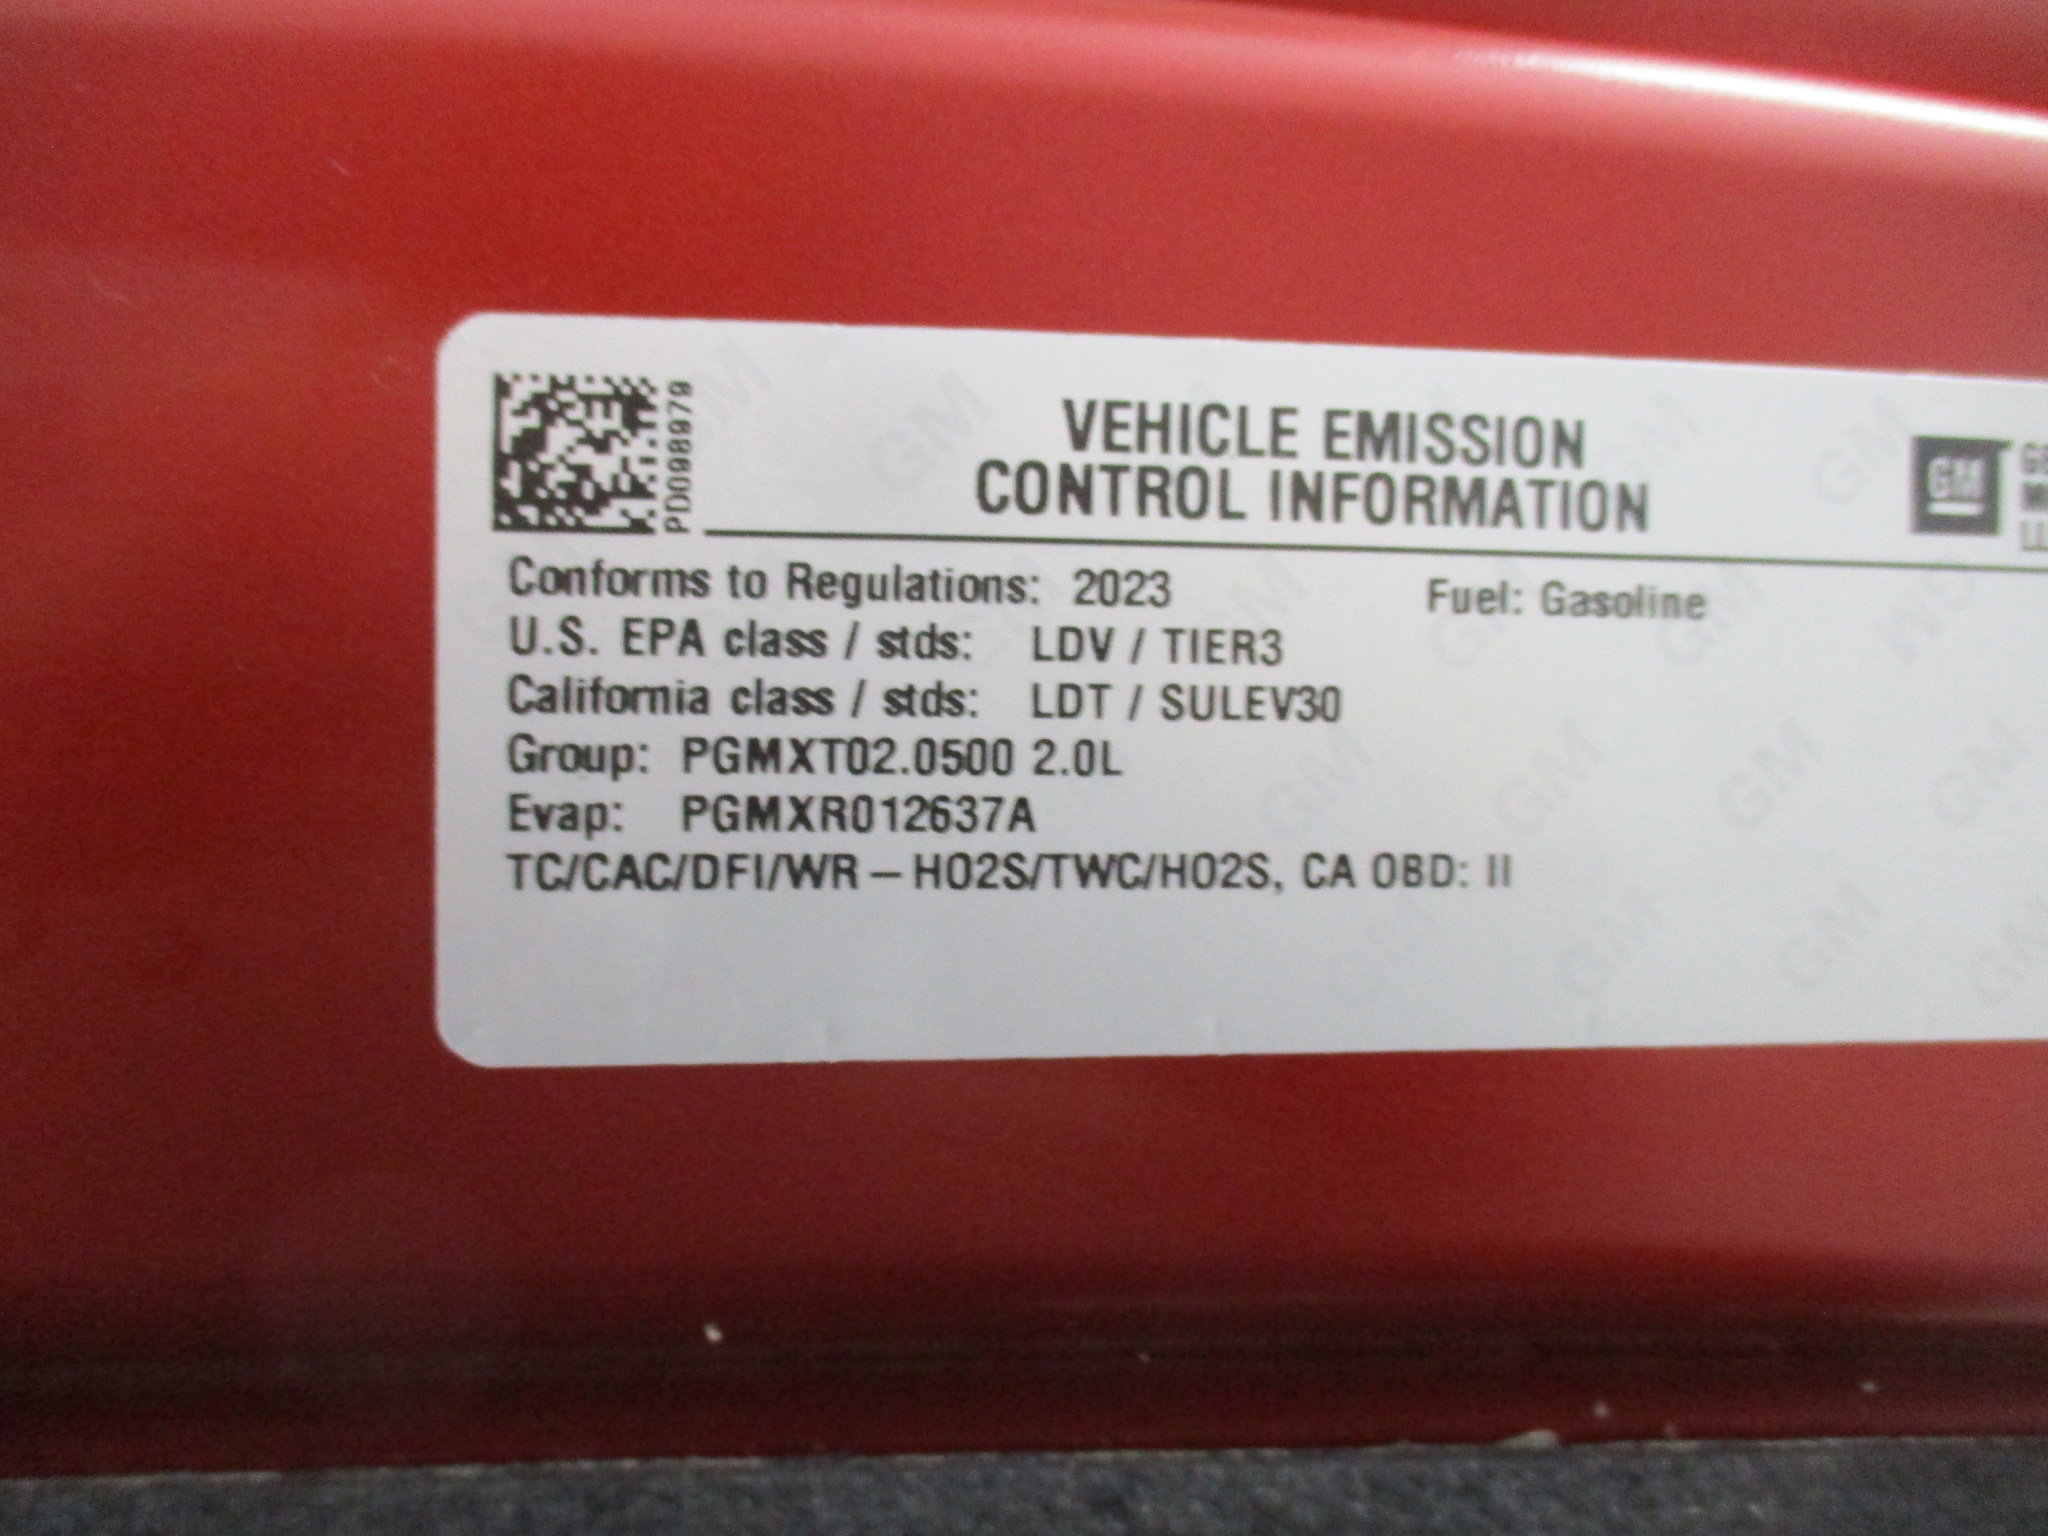 PD098979
VEHICLE EMISSION
CONTROL INFORMATION
GM
Conforms to Regulations: 2023 Fuel: Gasoline
U.S. EPA class / stds: LDV / TIER3
California class / stds: LDT / SULEV30
Group: PGMXT02.0500 2.0L
Evap: PGMXR012637A
TC/CAC/DFI/WR – HO2S/TWC/HO2S, CA OBD: II